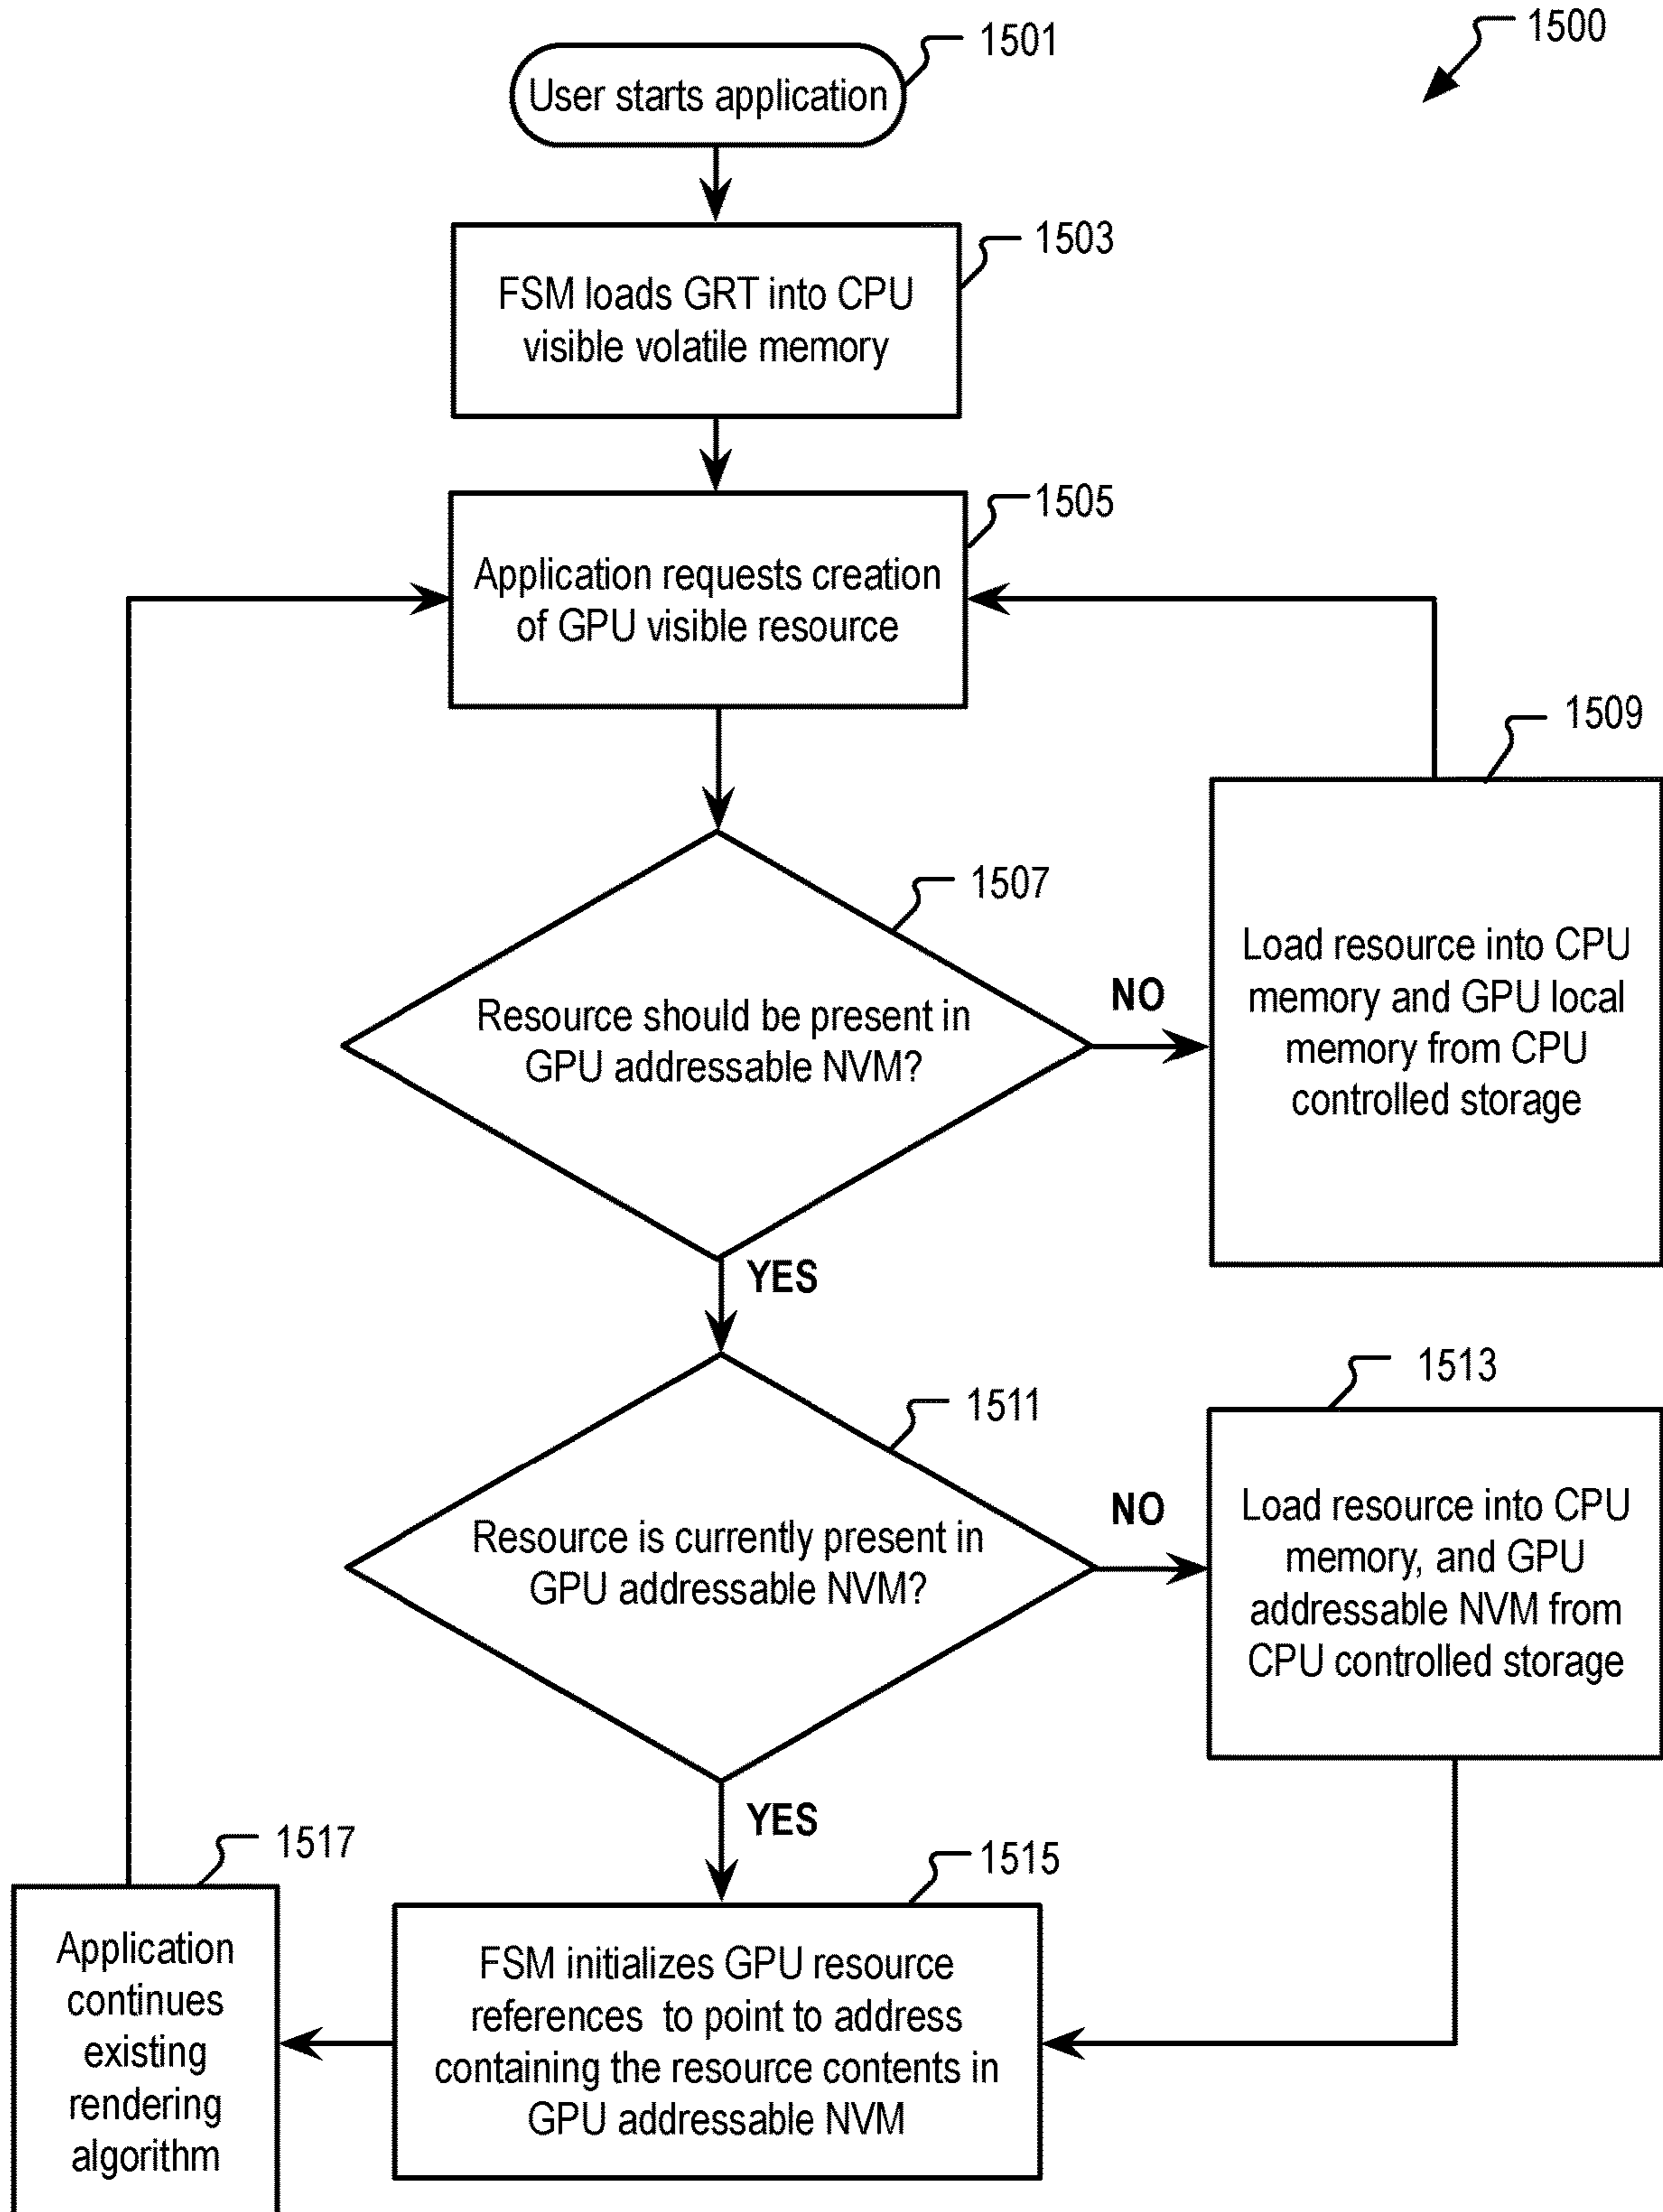 1500
1501
User starts application
1503
FSM loads GRT into CPU
visible volatile memory
1505
Application requests creation
of GPU visible resource
1507
Resource should be present in
GPU addressable NVM?
NO
1509
Load resource into CPU
memory and GPU local
memory from CPU
controlled storage
YES
1511
Resource is currently present in
GPU addressable NVM?
NO
1513
Load resource into CPU
memory, and GPU
addressable NVM from
CPU controlled storage
YES
1515
FSM initializes GPU resource
references to point to address
containing the resource contents in
GPU addressable NVM
1517
Application
continues
existing
rendering
algorithm